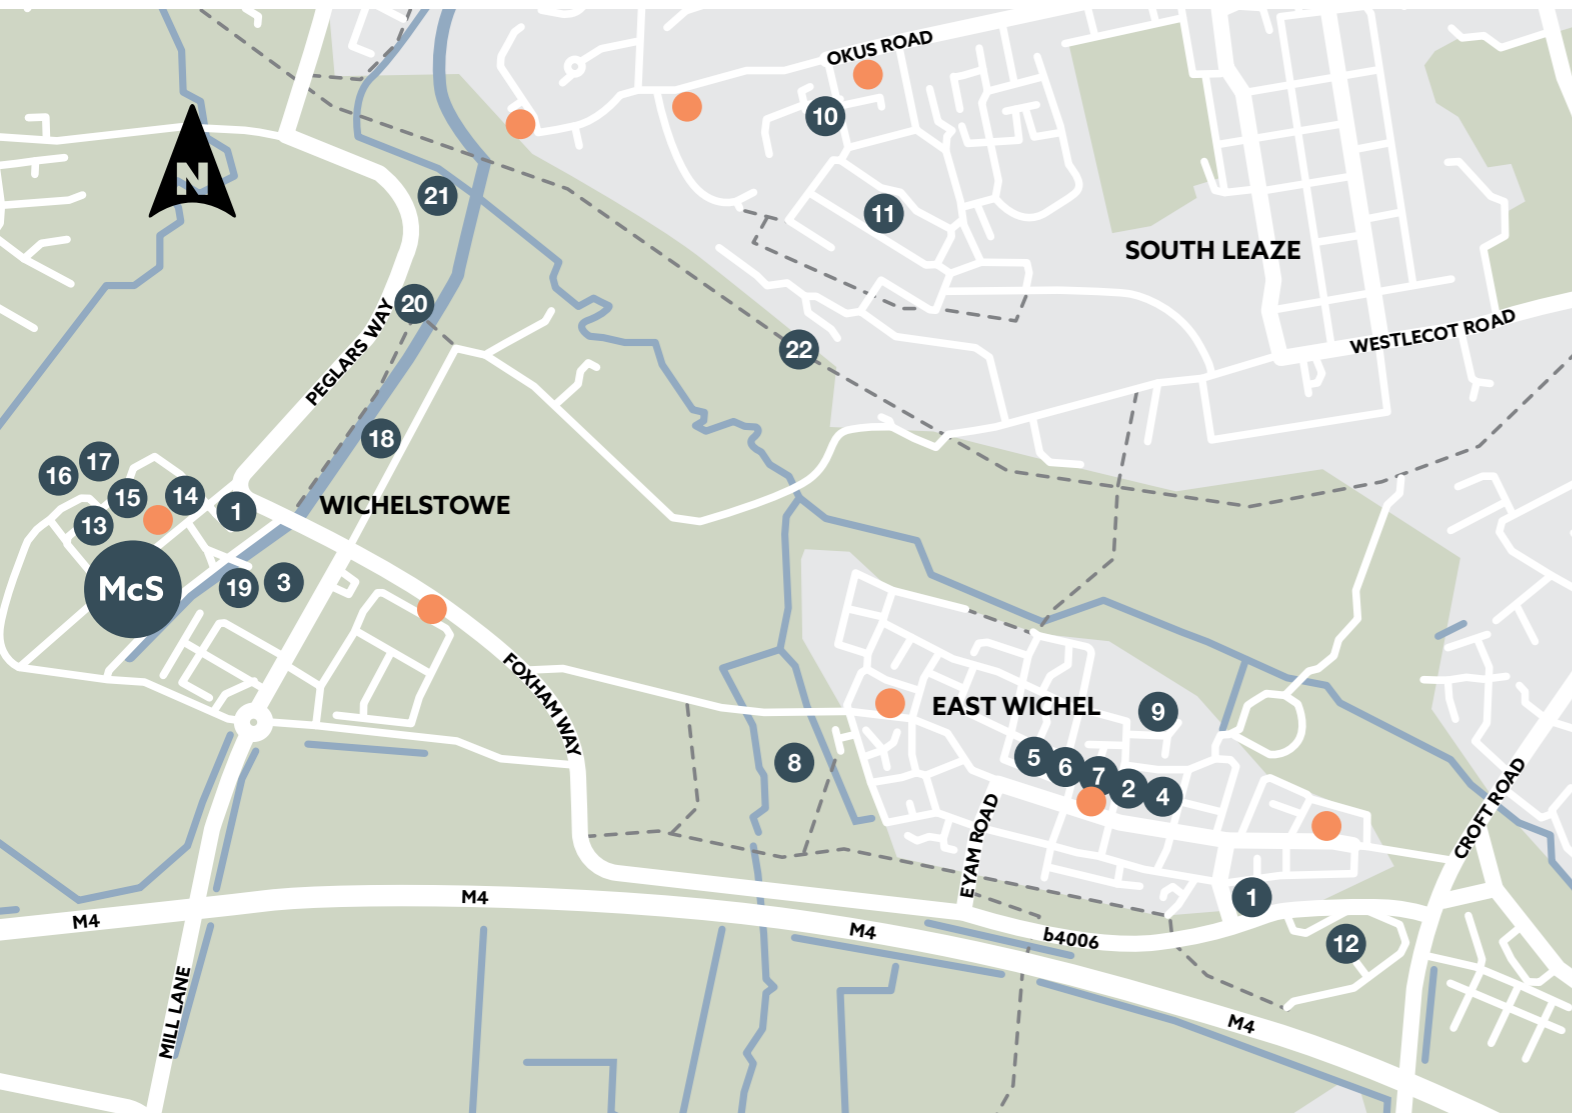 OKUS ROAD
10
N
21
11
SOUTH LEAZE
20
PEGLARS WAY
WESTLECOT ROAD
22
18
17
16
15
14
WICHELSTOWE
1
13
McS
19
3
FOXHAM WAY
EAST WICHEL
9
5
6
7
2
4
8
CROFT ROAD
EYAM ROAD
1
M4
M4
M4
b4006
12
MILL LANE
M4